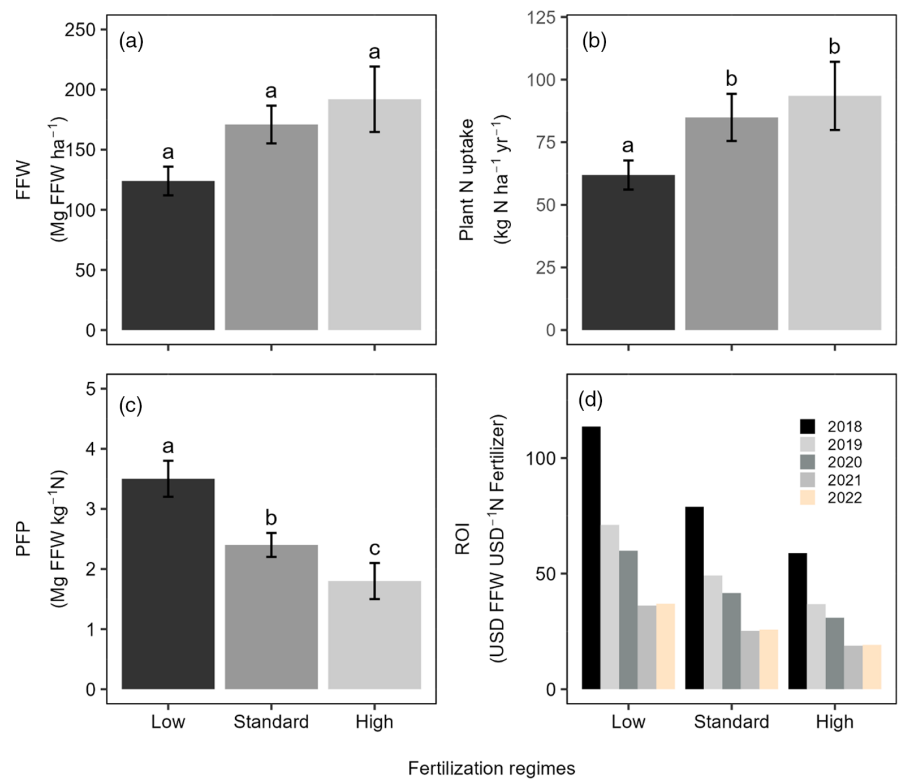 (a)
250
200
150
100
50
0
FFW
(Mg FFW ha⁻¹)
a
a
a
(b)
125
100
75
50
25
0
Plant N uptake
(kg N ha⁻¹ yr⁻¹)
a
b
b
(c)
5
4
3
2
1
0
PFP
(Mg FFW kg⁻¹N)
a
b
c
Low
Standard
High
(d)
100
50
0
ROI
(USD FFW USD⁻¹N Fertilizer)
2018
2019
2020
2021
2022
Low
Standard
High
Fertilization regimes